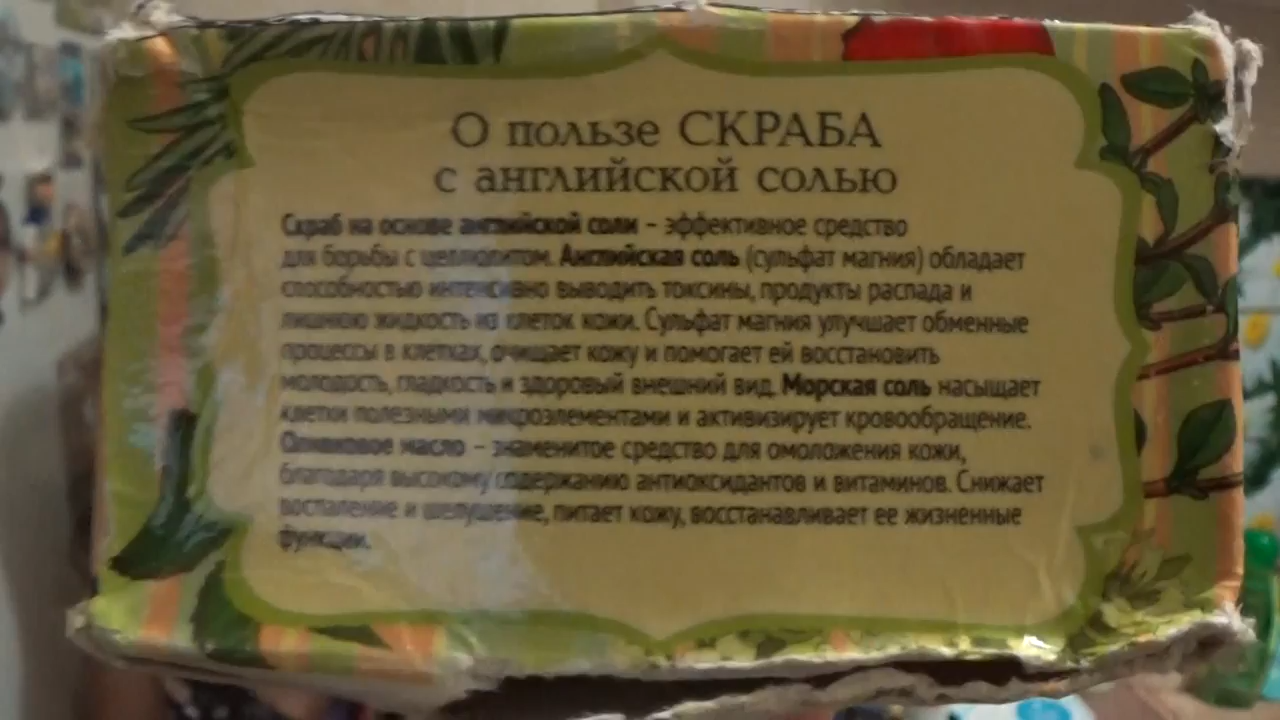 О пользе СКРАБА
с английской солью
Скраб на основе английской соли – эффективное средство
для борьбы с целлюлитом. Английская соль (сульфат магния) обладает
способностью интенсивно выводить токсины, продукты распада и
лишнюю жидкость из клеток кожи. Сульфат магния улучшает обменные
процессы в клетках, очищает кожу и помогает ей восстановить
молодость, гладкость и здоровый внешний вид. Морская соль насыщает
клетки полезными микроэлементами и активизирует кровообращение.
Оливковое масло – знаменитое средство для омоложения кожи,
благодаря высокому содержанию антиоксидантов и витаминов. Снижает
воспаление и шелушение, питает кожу, восстанавливает ее жизненные
функции.